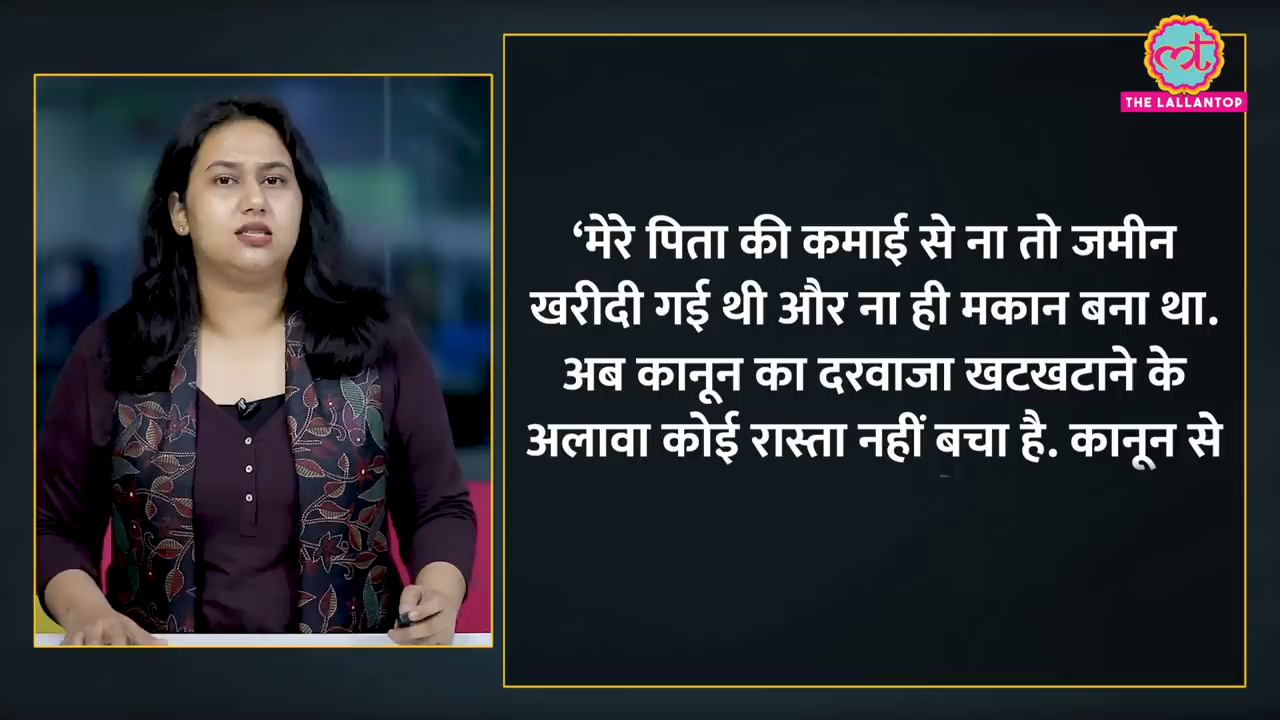 THE LALLANTOP
‘मेरे पिता की कमाई से ना तो जमीन
खरीदी गई थी और ना ही मकान बना था.
अब कानून का दरवाजा खटखटाने के
अलावा कोई रास्ता नहीं बचा है. कानून से